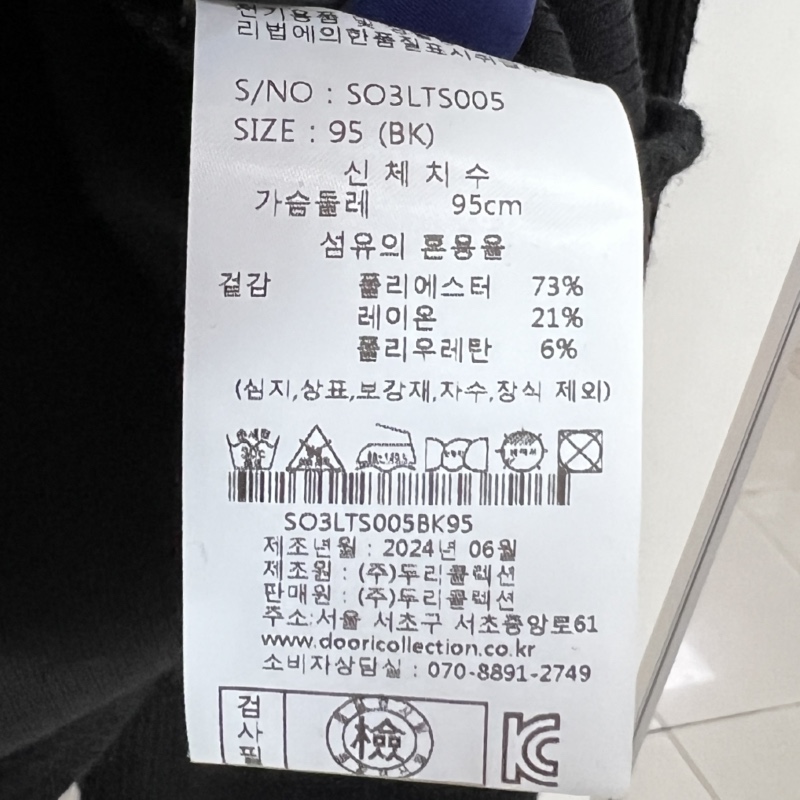 전기용품 및
리법에의한품질표시
S/NO : SO3LTS005
SIZE : 95 (BK)
신 체 치 수
가슴둘레 95cm
섬유의 혼용율
겉감 폴리에스터 73%
레이온 21%
폴리우레탄 6%
(심지,상표,보강재,자수,장식 제외)
SO3LTS005BK95
제조년월 : 2024년 06월
제조원 : (주)두리콜렉션
판매원 : (주)두리콜렉션
주소:서울 서초구 서초중앙로61
www.dooricollection.co.kr
소비자상담실 : 070-8891-2749
검사필 檢